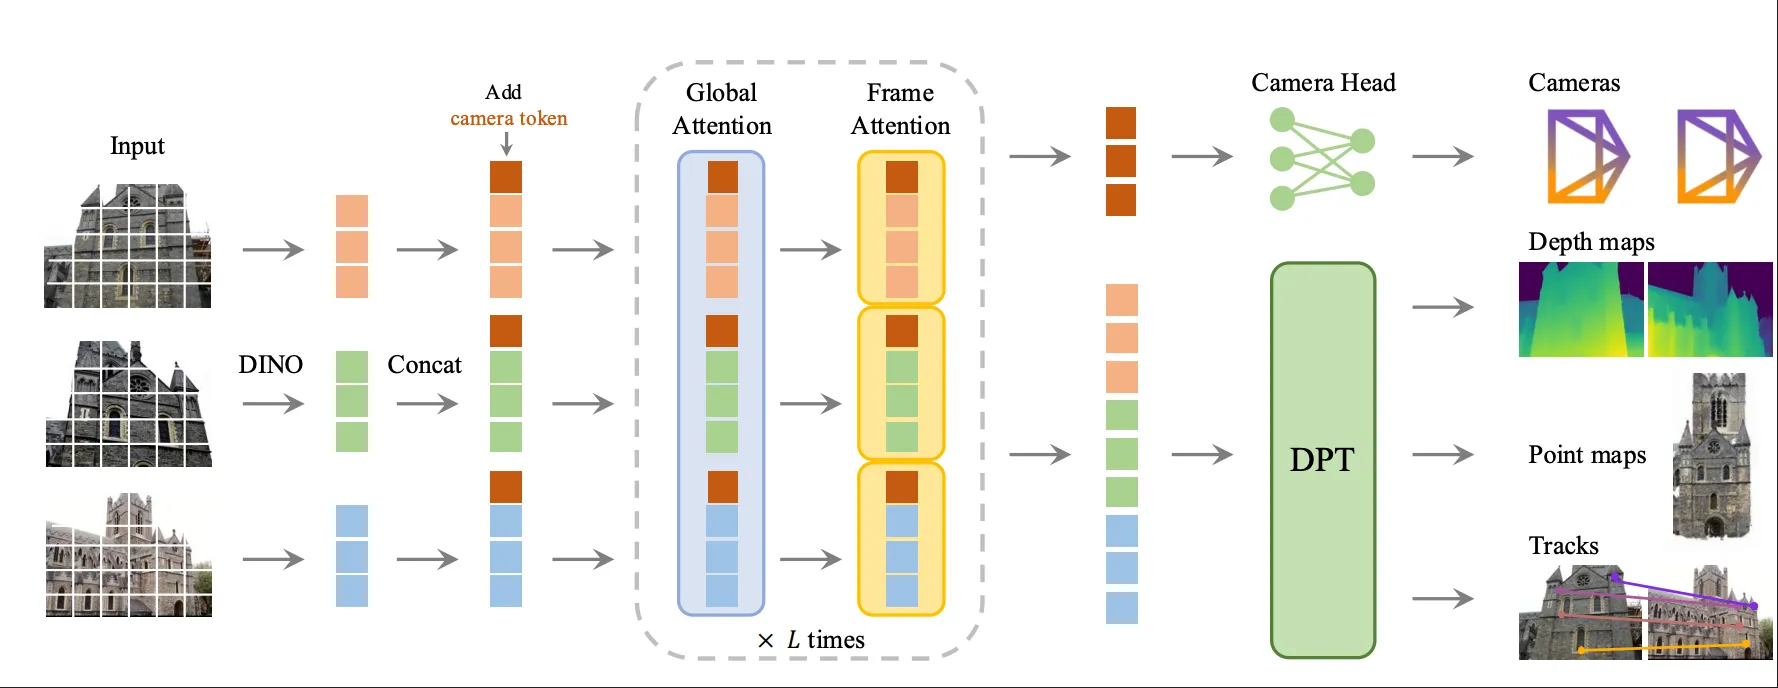 Input
DINO
Concat
Add
camera token
Global
Attention
Frame
Attention
× L times
Camera Head
DPT
Cameras
Depth maps
Point maps
Tracks